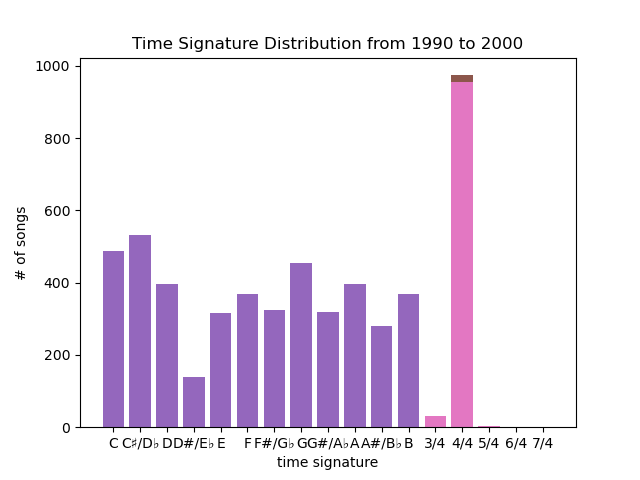 Time Signature Distribution from 1990 to 2000
# of songs
1000
800
600
400
200
0
C C♯/D♭ D D#/E♭ E F F#/G♭ G G#/A♭ A A#/B♭ B 3/4 4/4 5/4 6/4 7/4
time signature